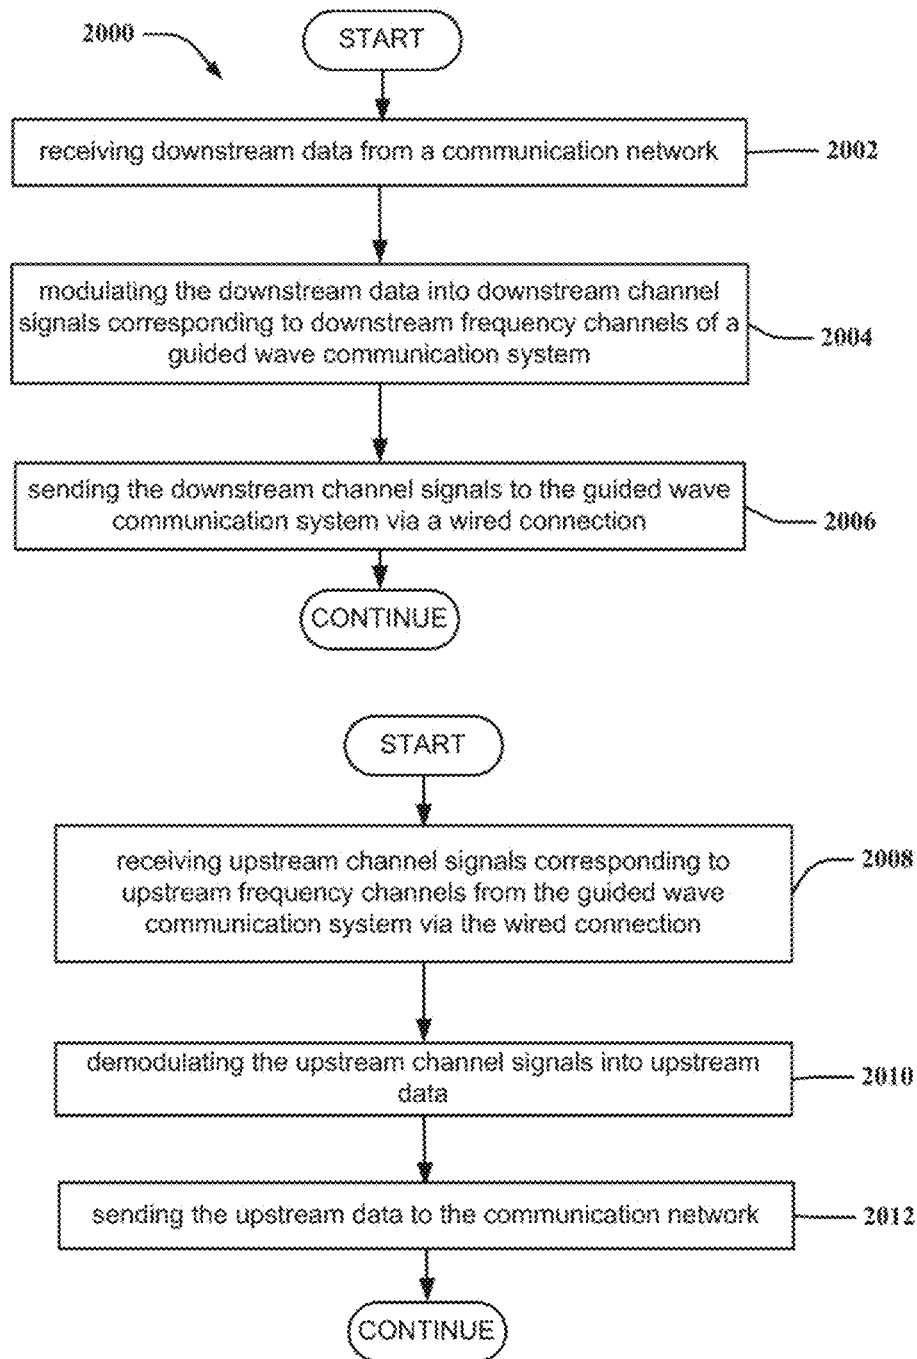 2000
START
receiving downstream data from a communication network
2002
modulating the downstream data into downstream channel
signals corresponding to downstream frequency channels of a
guided wave communication system
2004
sending the downstream channel signals to the guided wave
communication system via a wired connection
2006
CONTINUE
START
receiving upstream channel signals corresponding to
upstream frequency channels from the guided wave
communication system via the wired connection
2008
demodulating the upstream channel signals into upstream
data
2010
sending the upstream data to the communication network
2012
CONTINUE